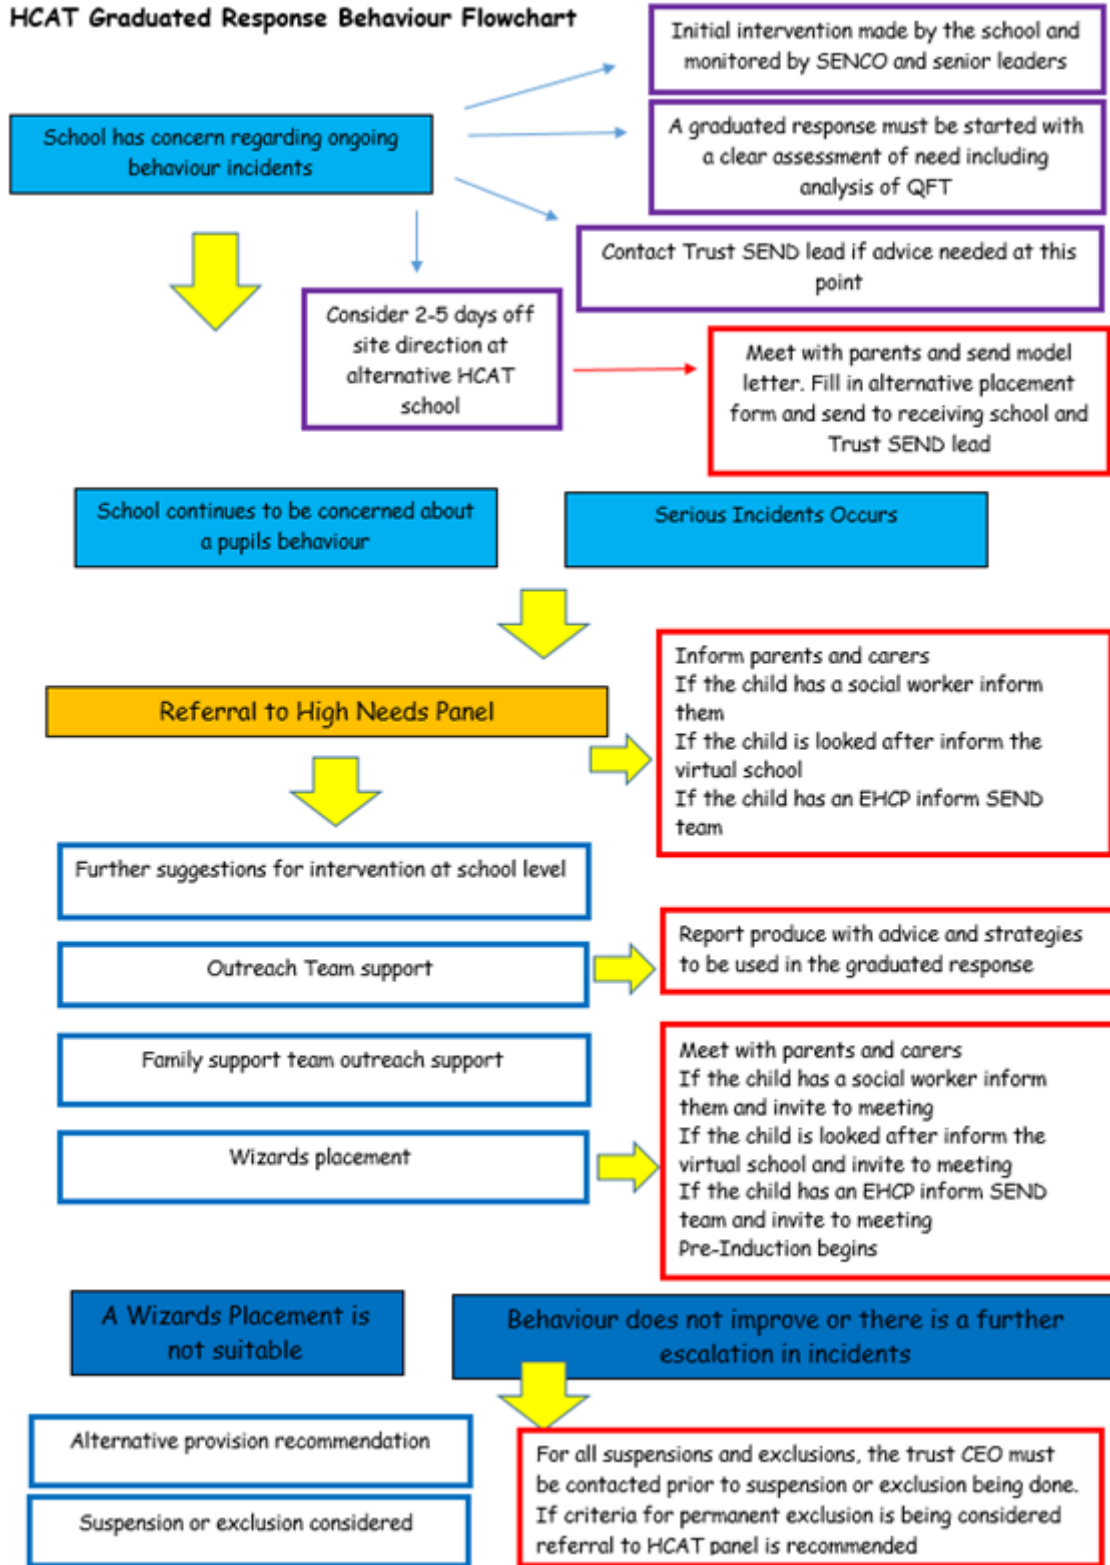 HCAT Graduated Response Behaviour Flowchart
Initial intervention made by the school and
monitored by SENCO and senior leaders
School has concern regarding ongoing
behaviour incidents
A graduated response must be started with
a clear assessment of need including
analysis of QFT
Contact Trust SEND lead if advice needed at this
point
Consider 2-5 days off
site direction at
alternative HCAT
school
Meet with parents and send model
letter. Fill in alternative placement
form and send to receiving school and
Trust SEND lead
School continues to be concerned about
a pupils behaviour
Serious Incidents Occurs
Referral to High Needs Panel
Inform parents and carers
If the child has a social worker inform
them
If the child is looked after inform the
virtual school
If the child has an EHCP inform SEND
team
Further suggestions for intervention at school level
Outreach Team support
Report produce with advice and strategies
to be used in the graduated response
Family support team outreach support
Wizards placement
Meet with parents and carers
If the child has a social worker inform
them and invite to meeting
If the child is looked after inform the
virtual school and invite to meeting
If the child has an EHCP inform SEND
team and invite to meeting
Pre-Induction begins
A Wizards Placement is
not suitable
Behaviour does not improve or there is a further
escalation in incidents
Alternative provision recommendation
Suspension or exclusion considered
For all suspensions and exclusions, the trust CEO must
be contacted prior to suspension or exclusion being done.
If criteria for permanent exclusion is being considered
referral to HCAT panel is recommended